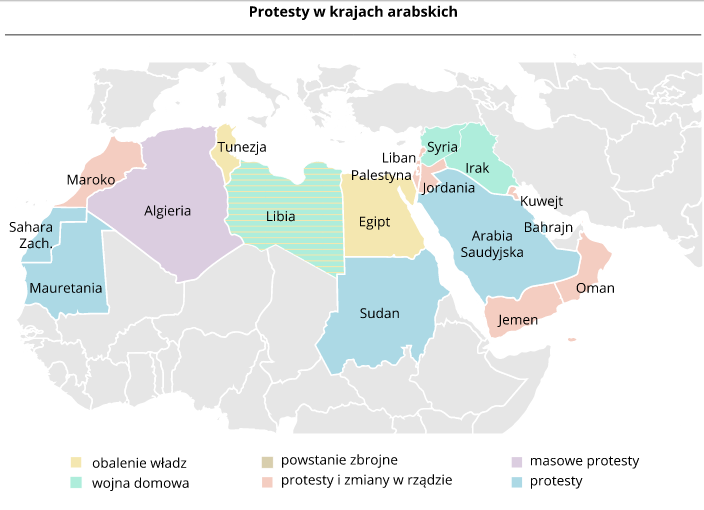 Protesty w krajach arabskich
Tunezja
Syria
Liban
Irak
Palestyna
Maroko
Jordania
Kuwejt
Algieria
Libia
Egipt
Sahara
Zach.
Bahrajn
Arabia
Saudyjska
Mauretania
Oman
Sudan
Jemen
obalenie władz
wojna domowa
powstanie zbrojne
protesty i zmiany w rządzie
masowe protesty
protesty